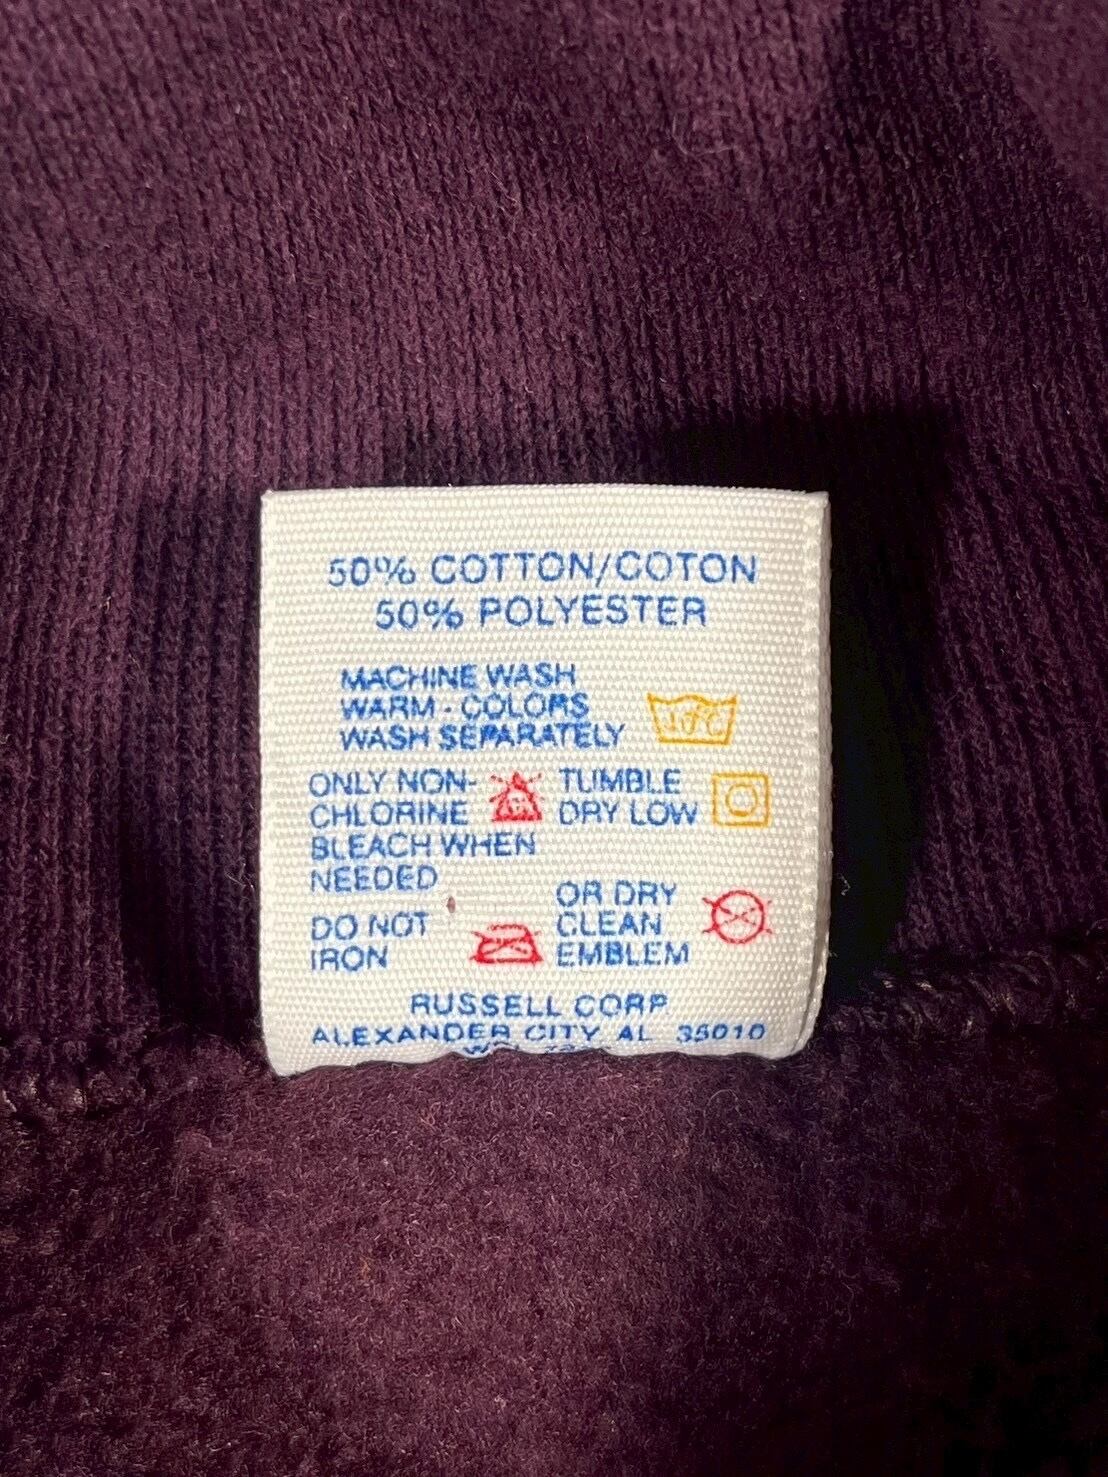 50% COTTON/COTON
50% POLYESTER
MACHINE WASH
WARM - COLORS
WASH SEPARATELY
ONLY NON-
CHLORINE
BLEACH WHEN
NEEDED
TUMBLE
DRY LOW
DO NOT
IRON
OR DRY
CLEAN
EMBLEM
RUSSELL CORP.
ALEXANDER CITY, AL 35010